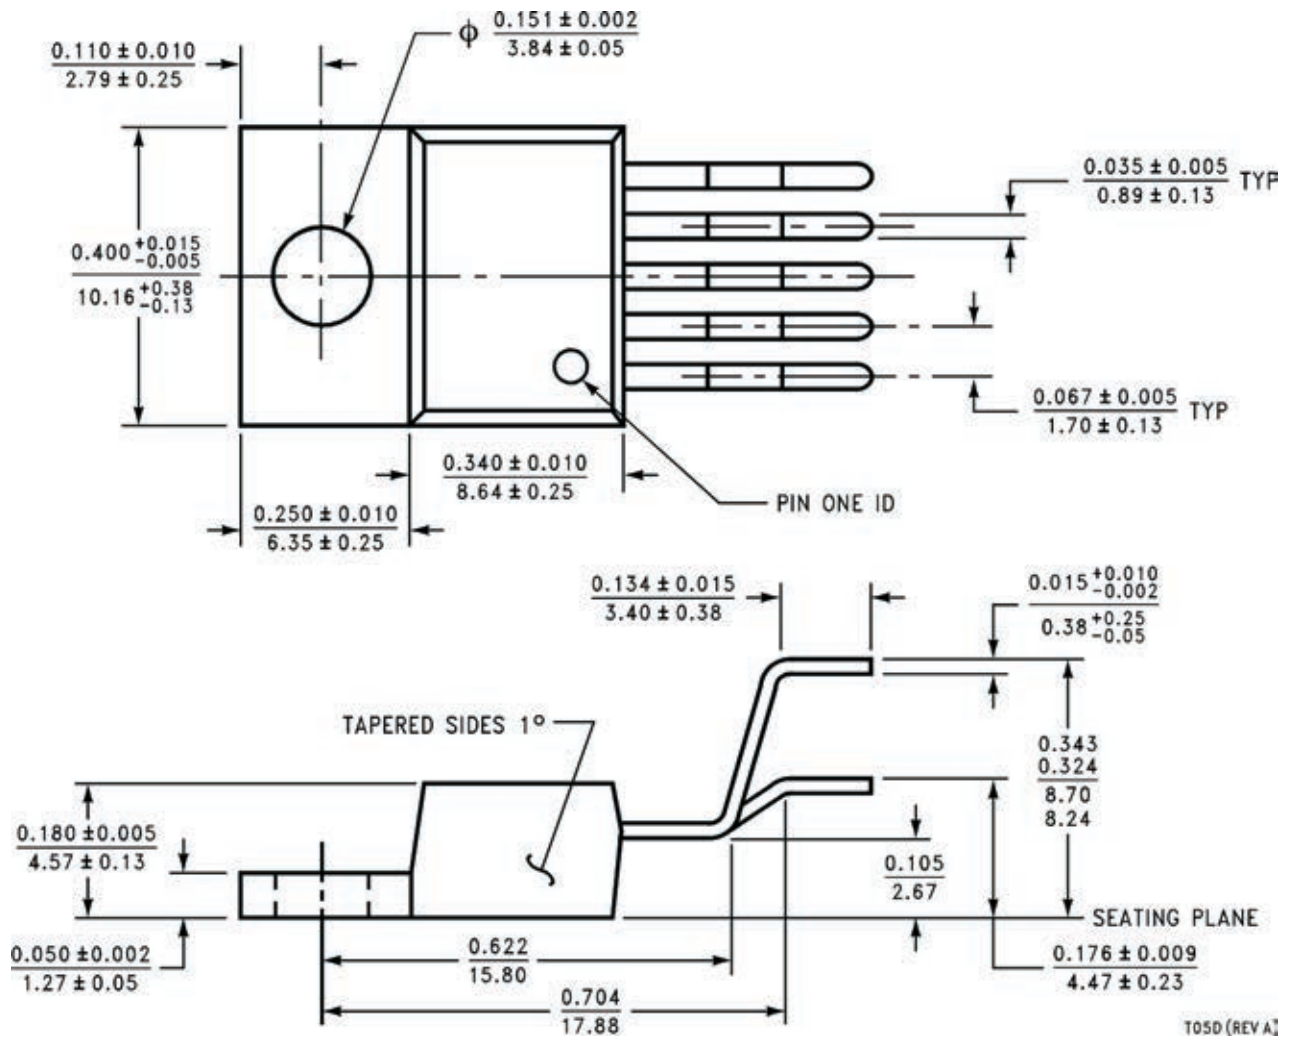 ϕ 0.151 ± 0.002
3.84 ± 0.05
0.110 ± 0.010
2.79 ± 0.25
0.035 ± 0.005 TYP
0.89 ± 0.13
0.400 +0.015 -0.005
10.16 +0.38 -0.13
0.067 ± 0.005 TYP
1.70 ± 0.13
0.340 ± 0.010
8.64 ± 0.25
PIN ONE ID
0.250 ± 0.010
6.35 ± 0.25
0.134 ± 0.015
3.40 ± 0.38
0.015 +0.010 -0.002
0.38 +0.25 -0.05
TAPERED SIDES 1°
0.343
0.324
8.70
8.24
0.180 ± 0.005
4.57 ± 0.13
0.105
2.67
SEATING PLANE
0.050 ± 0.002
1.27 ± 0.05
0.622
15.80
0.176 ± 0.009
4.47 ± 0.23
0.704
17.88
T05D (REV A)